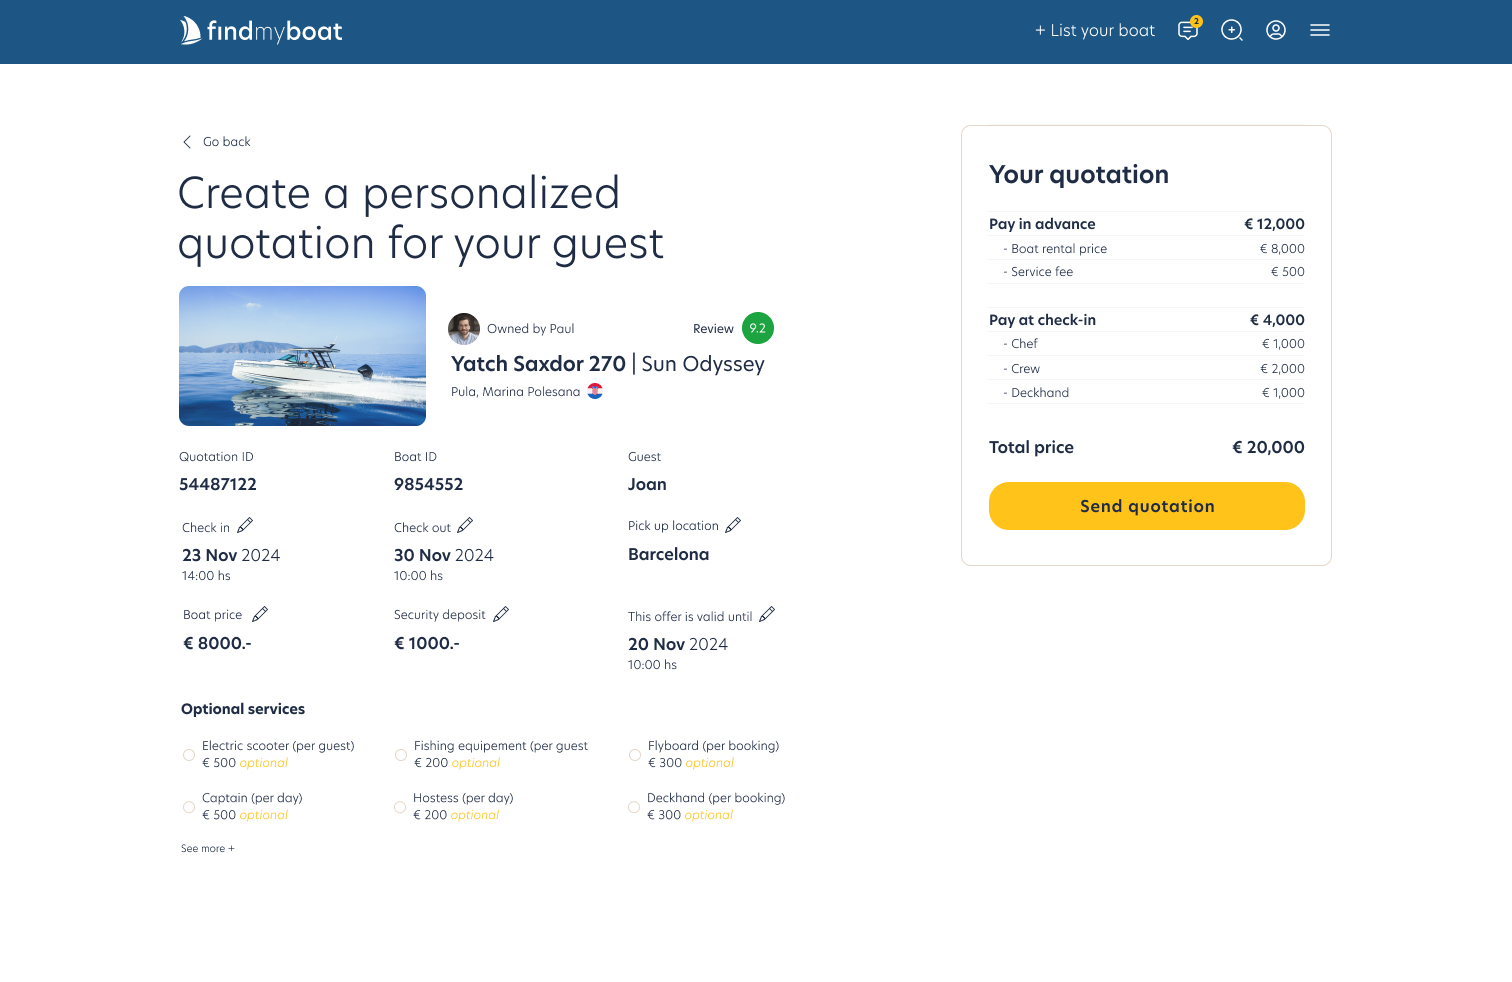 findmyboat
+ List your boat
2
Go back
Create a personalized
quotation for your guest
Owned by Paul
Review 9.2
Yatch Saxdor 270 | Sun Odyssey
Pula, Marina Polesana
Quotation ID
54487122
Boat ID
9854552
Guest
Joan
Check in
23 Nov 2024
14:00 hs
Check out
30 Nov 2024
10:00 hs
Pick up location
Barcelona
Boat price
€ 8000.-
Security deposit
€ 1000.-
This offer is valid until
20 Nov 2024
10:00 hs
Optional services
Electric scooter (per guest)
€ 500 optional
Fishing equipement (per guest
€ 200 optional
Flyboard (per booking)
€ 300 optional
Captain (per day)
€ 500 optional
Hostess (per day)
€ 200 optional
Deckhand (per booking)
€ 300 optional
See more +
Your quotation
Pay in advance € 12,000
- Boat rental price € 8,000
- Service fee € 500
Pay at check-in € 4,000
- Chef € 1,000
- Crew € 2,000
- Deckhand € 1,000
Total price € 20,000
Send quotation